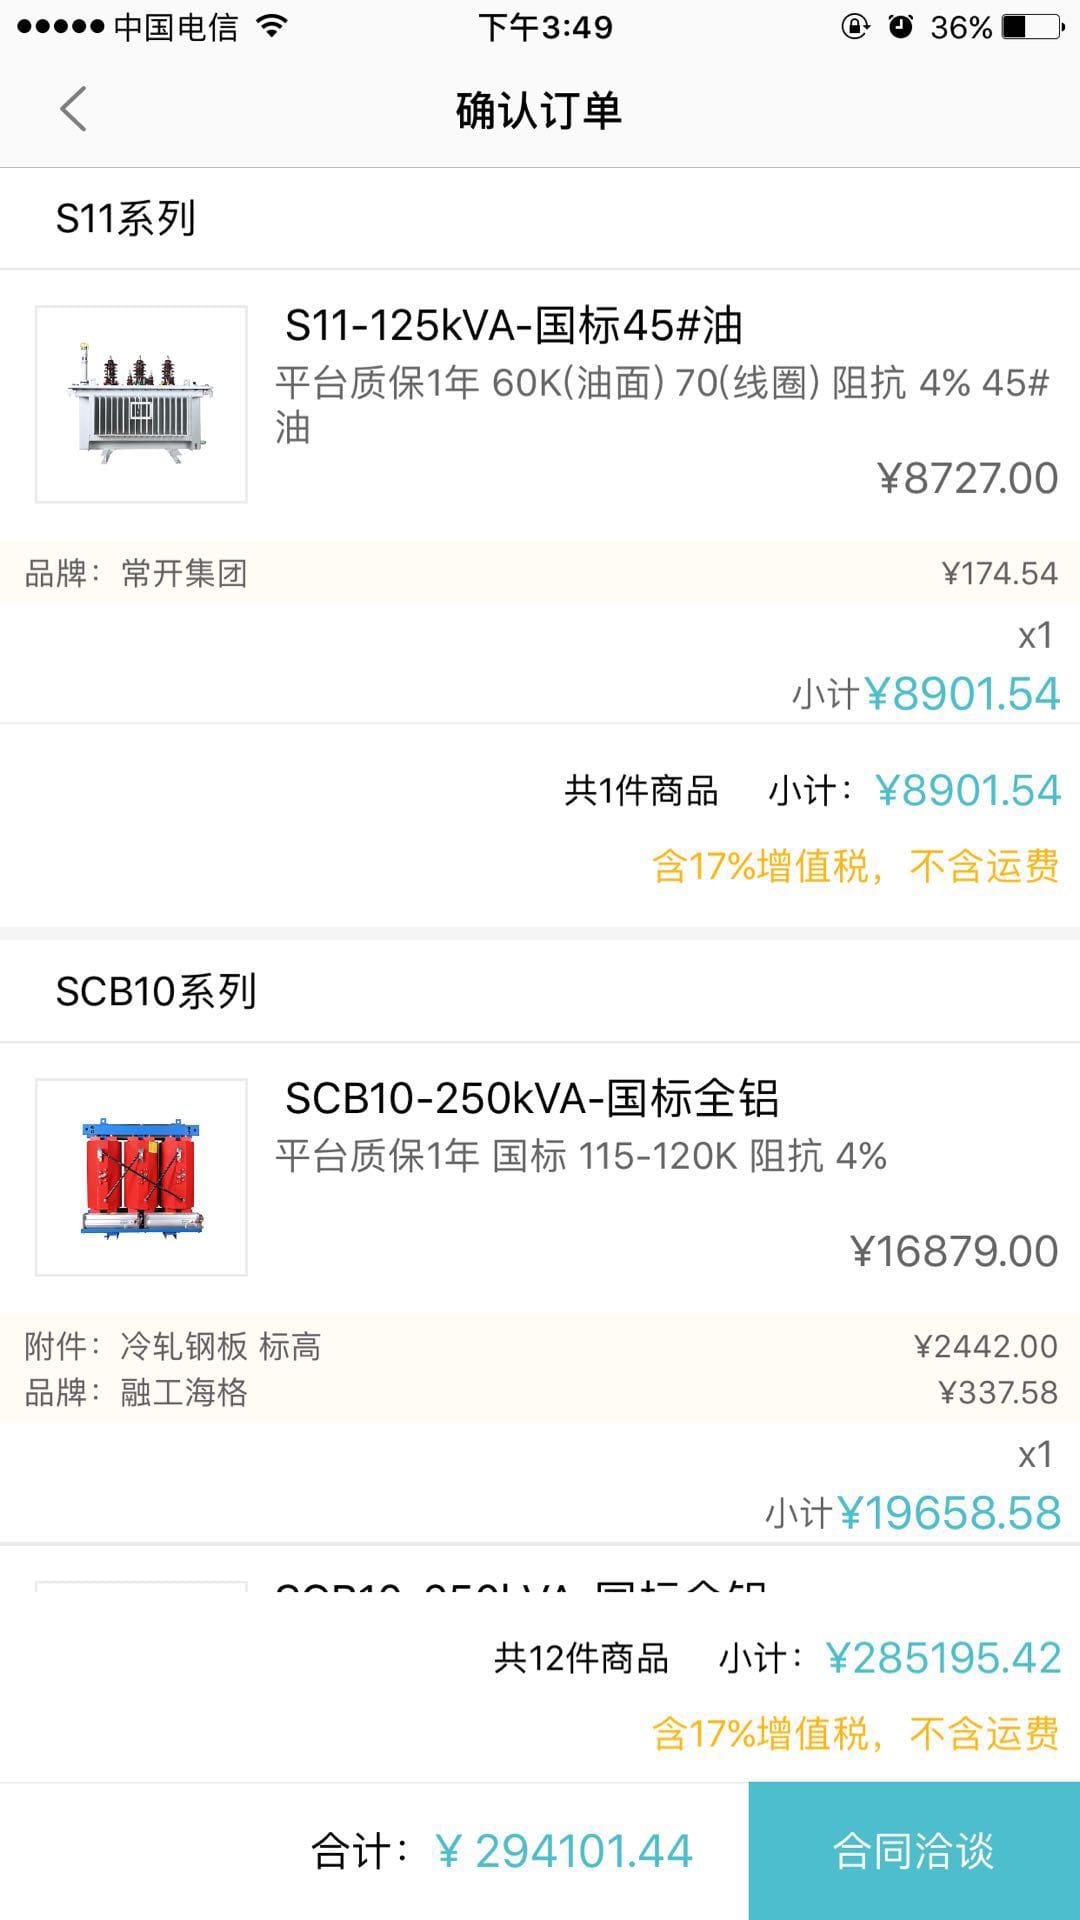 中国电信 下午3:49 36%
确认订单
S11系列
S11-125kVA-国标45#油
平台质保1年 60K(油面) 70(线圈) 阻抗 4% 45#
油
¥8727.00
品牌：常开集团 ¥174.54
x1
小计¥8901.54
共1件商品 小计：¥8901.54
含17%增值税，不含运费
SCB10系列
SCB10-250kVA-国标全铝
平台质保1年 国标 115-120K 阻抗 4%
¥16879.00
附件：冷轧钢板 标高 ¥2442.00
品牌：融工海格 ¥337.58
x1
小计¥19658.58
共12件商品 小计：¥285195.42
含17%增值税，不含运费
合计：¥ 294101.44 合同洽谈